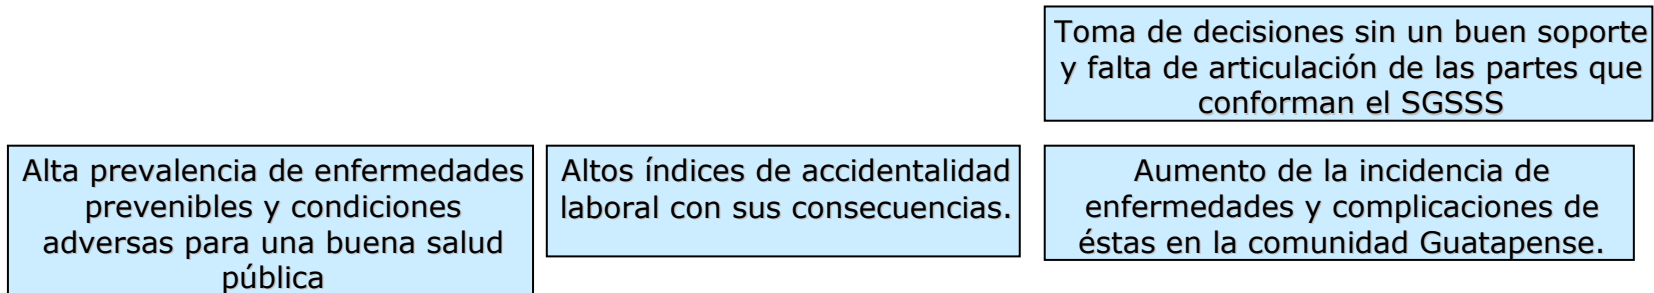 Toma de decisiones sin un buen soporte
y falta de articulación de las partes que
conforman el SGSSS
Alta prevalencia de enfermedades
prevenibles y condiciones
adversas para una buena salud
pública
Altos índices de accidentalidad
laboral con sus consecuencias.
Aumento de la incidencia de
enfermedades y complicaciones de
éstas en la comunidad Guatapense.